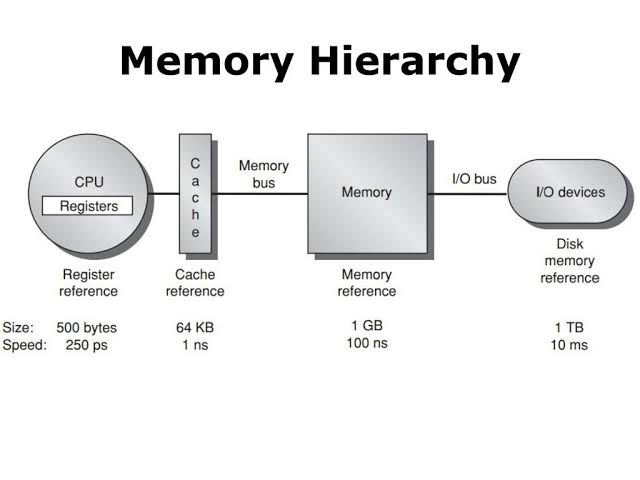 Memory Hierarchy
CPU
Registers
Cache
Memory
bus
Memory
I/O bus
I/O devices
Register
reference
Cache
reference
Memory
reference
Disk
memory
reference
Size: 500 bytes 64 KB 1 GB 1 TB
Speed: 250 ps 1 ns 100 ns 10 ms